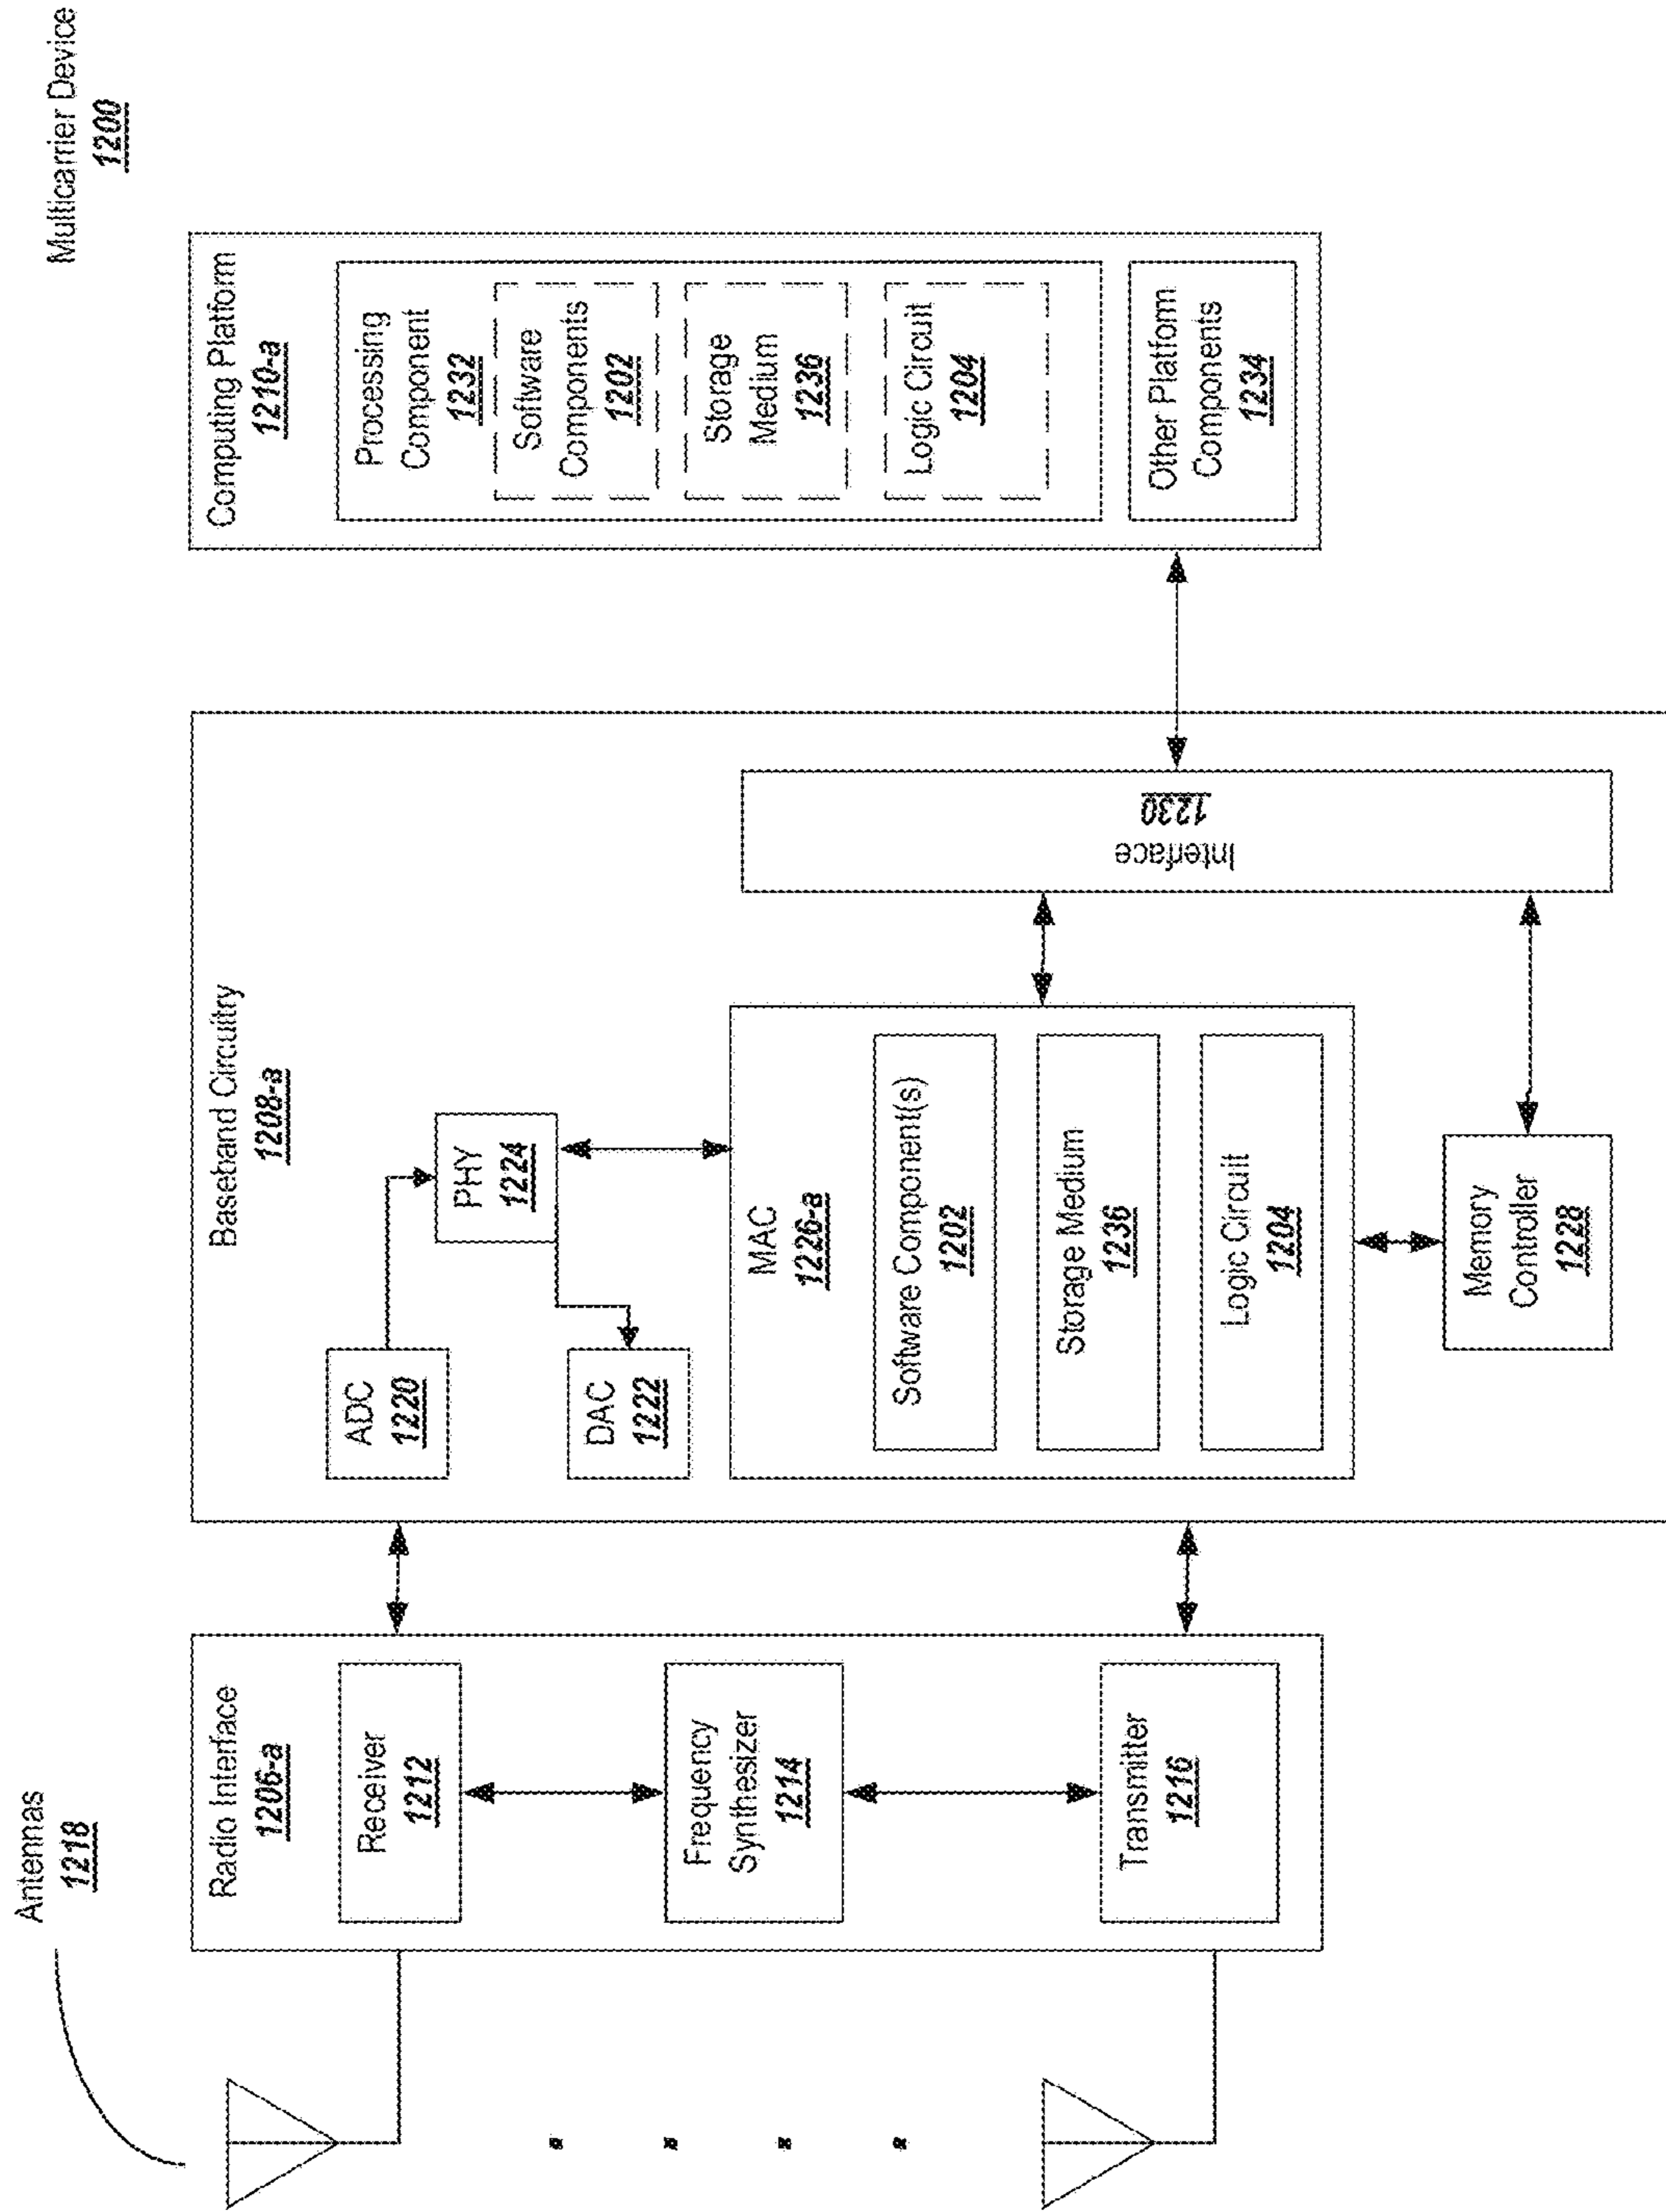 Multicarrier Device
1200
Antennas
1218
Radio Interface
1206-a
Receiver
1212
Frequency
Synthesizer
1214
Transmitter
1216
Baseband Circuitry
1208-a
ADC
1220
PHY
1224
DAC
1222
MAC
1226-a
Software Component(s)
1202
Storage Medium
1236
Logic Circuit
1204
Memory
Controller
1228
Interface
1230
Computing Platform
1210-a
Processing
Component
1232
Software
Components
1202
Storage
Medium
1236
Logic Circuit
1204
Other Platform
Components
1234